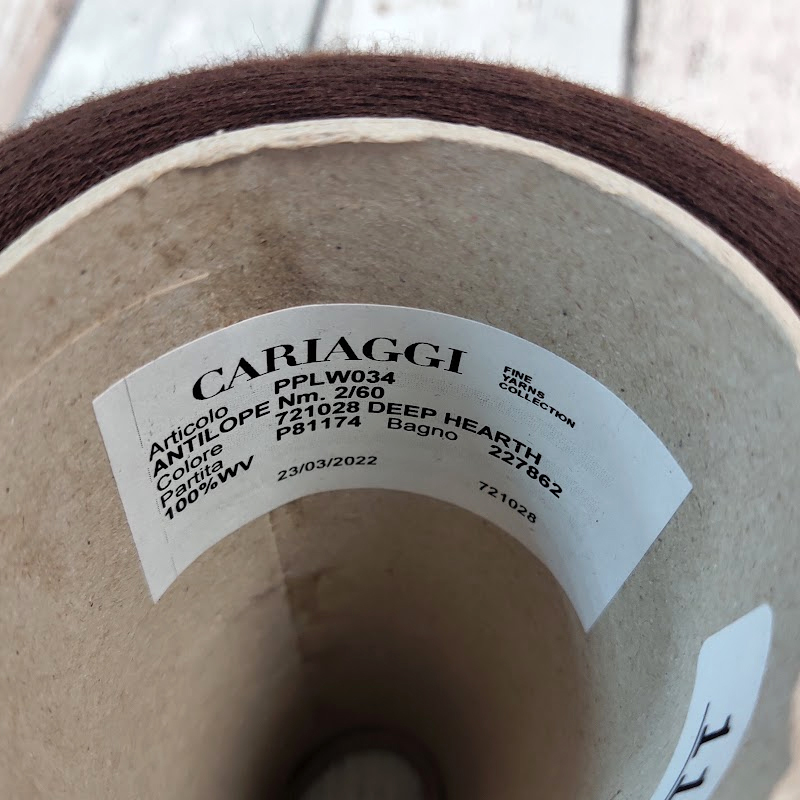 CARIAGGI
FINE
YARNS
COLLECTION
Articolo PPLW034
ANTILOPE Nm. 2/60
Colore 721028 DEEP HEARTH
Partita P81174 Bagno 227862
100%WV
23/03/2022
721028